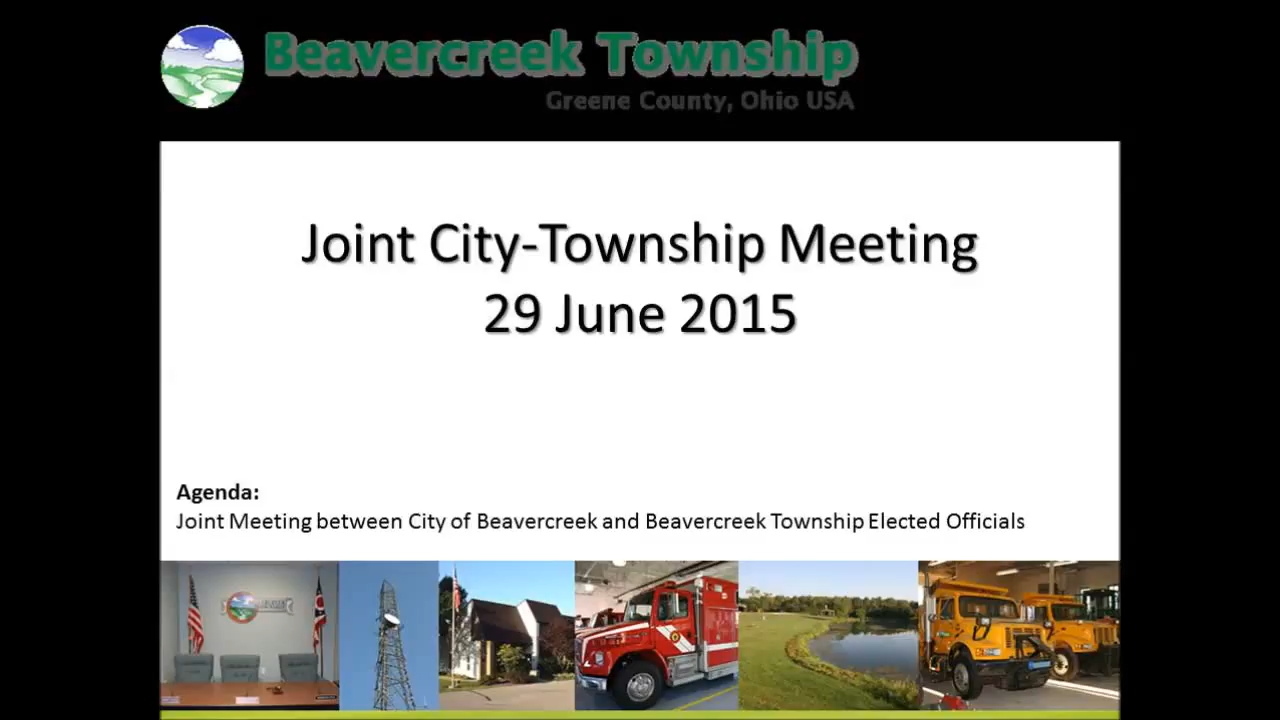 Beavercreek Township
Greene County, Ohio USA
Joint City-Township Meeting
29 June 2015
Agenda:
Joint Meeting between City of Beavercreek and Beavercreek Township Elected Officials